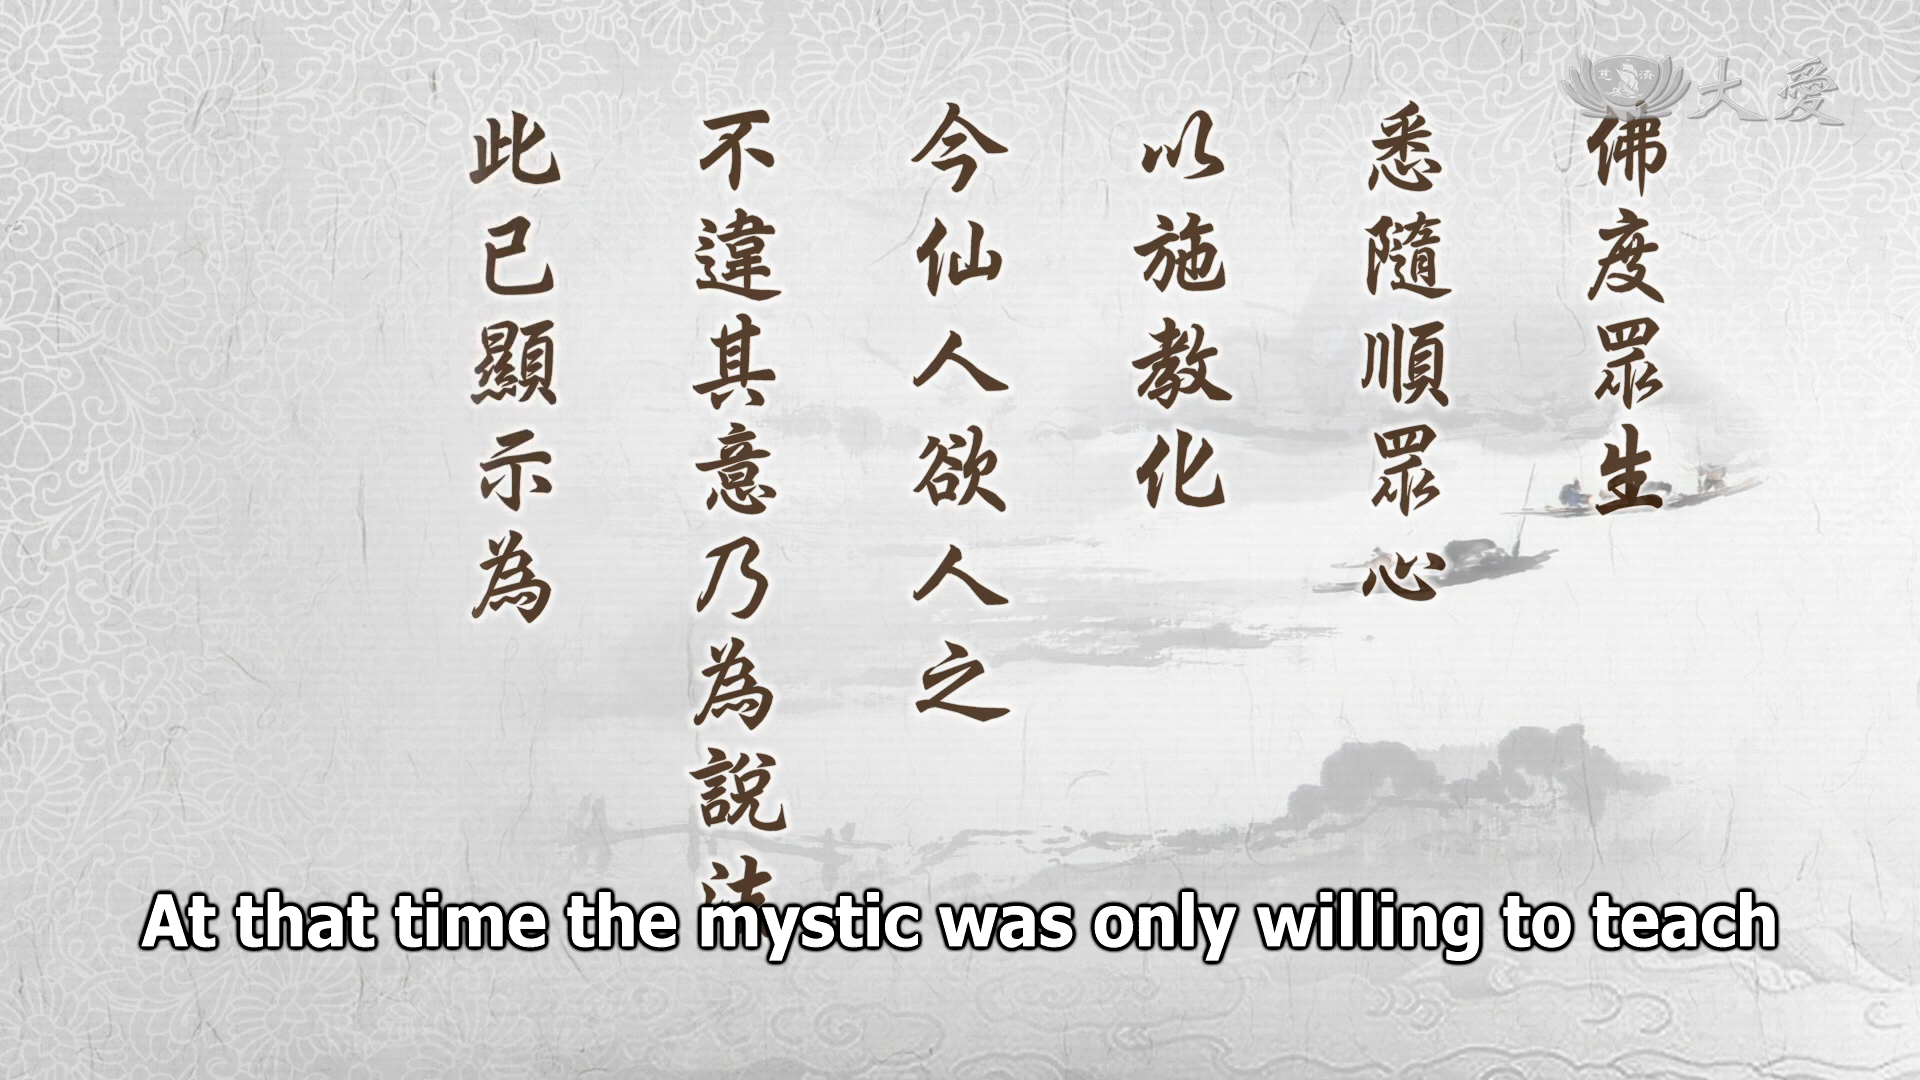 大愛
佛度眾生
悉隨順眾心
以施教化
今仙人欲人之
不違其意乃為說法
此已顯示為
At that time the mystic was only willing to teach